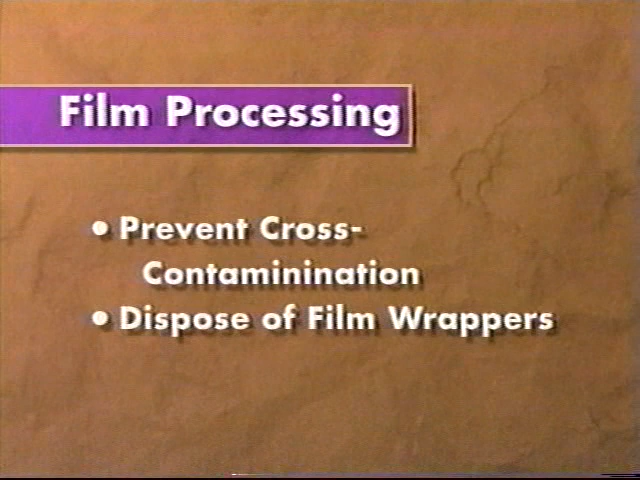 Film Processing
• Prevent Cross-
Contaminination
• Dispose of Film Wrappers